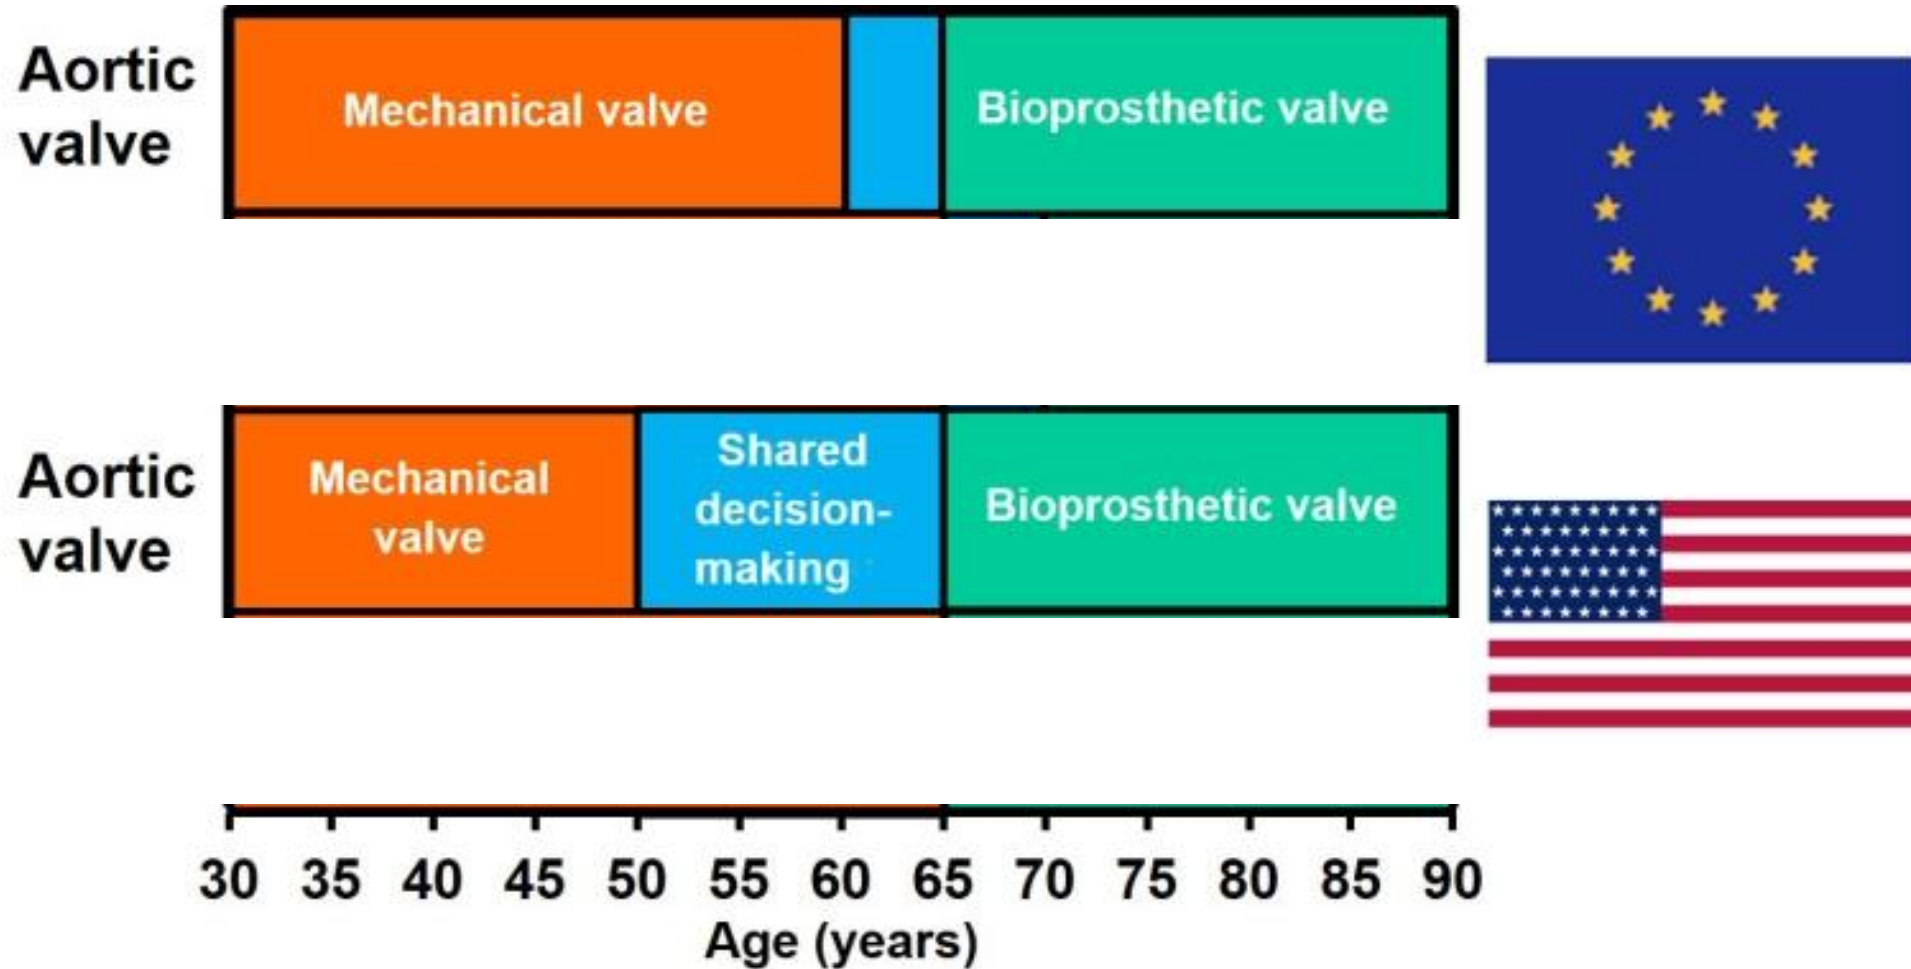 Aortic
valve
Mechanical valve
Bioprosthetic valve
Aortic
valve
Mechanical
valve
Shared
decision-
making
Bioprosthetic valve
30 35 40 45 50 55 60 65 70 75 80 85 90
Age (years)